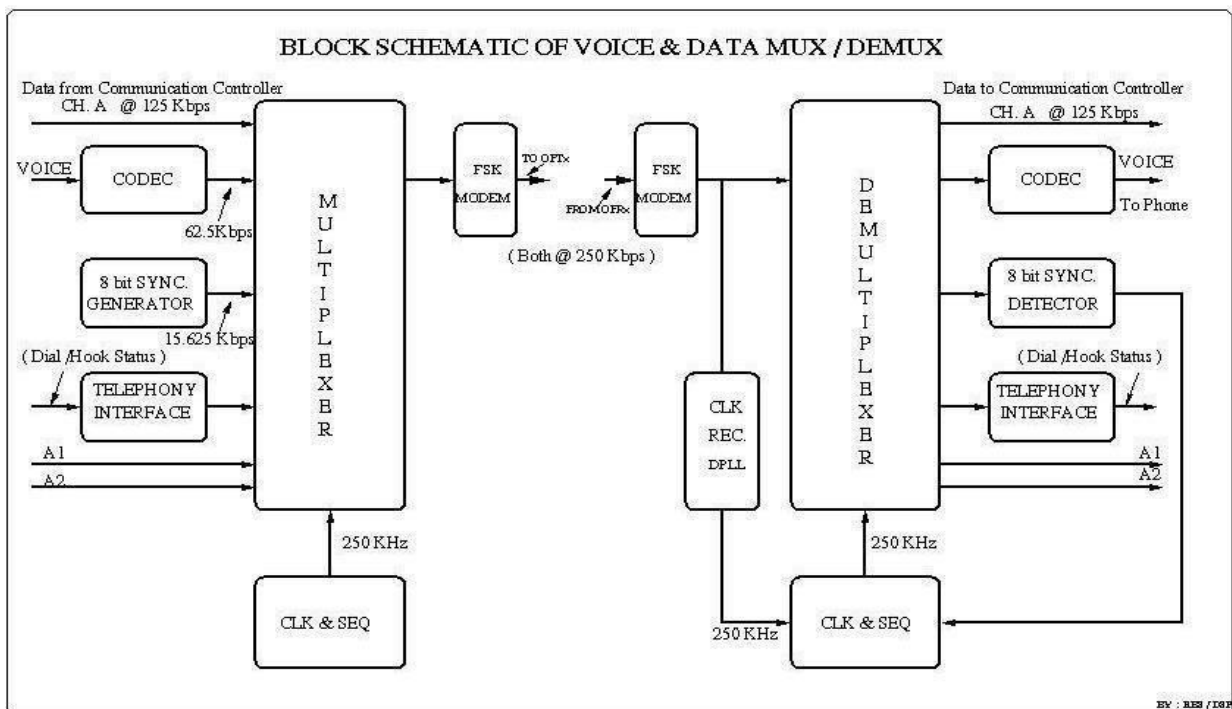 BLOCK SCHEMATIC OF VOICE & DATA MUX / DEMUX
Data from Communication Controller
CH. A @ 125 Kbps
VOICE
CODEC
62.5Kbps
8 bit SYNC.
GENERATOR
15.625 Kbps
( Dial /Hook Status )
TELEPHONY
INTERFACE
A1
A2
MULTIPLEXER
250 KHz
CLK & SEQ
FSK
MODEM
TO OPTx
FROM OFRx
FSK
MODEM
( Both @ 250 Kbps )
CLK
REC.
DPLL
250 KHz
DEMULTIPLEXER
250 KHz
CLK & SEQ
Data to Communication Controller
CH. A @ 125 Kbps
CODEC
VOICE
To Phone
8 bit SYNC.
DETECTOR
( Dial /Hook Status )
TELEPHONY
INTERFACE
A1
A2
BY :